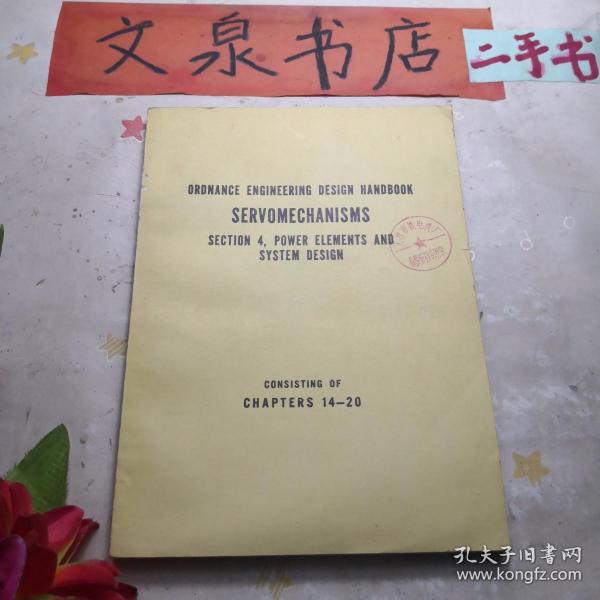 文泉书店
二手书
ORDNANCE ENGINEERING DESIGN HANDBOOK
SERVOMECHANISMS
SECTION 4, POWER ELEMENTS AND
SYSTEM DESIGN
CONSISTING OF
CHAPTERS 14—20
孔夫子旧书网
www.kongfz.com